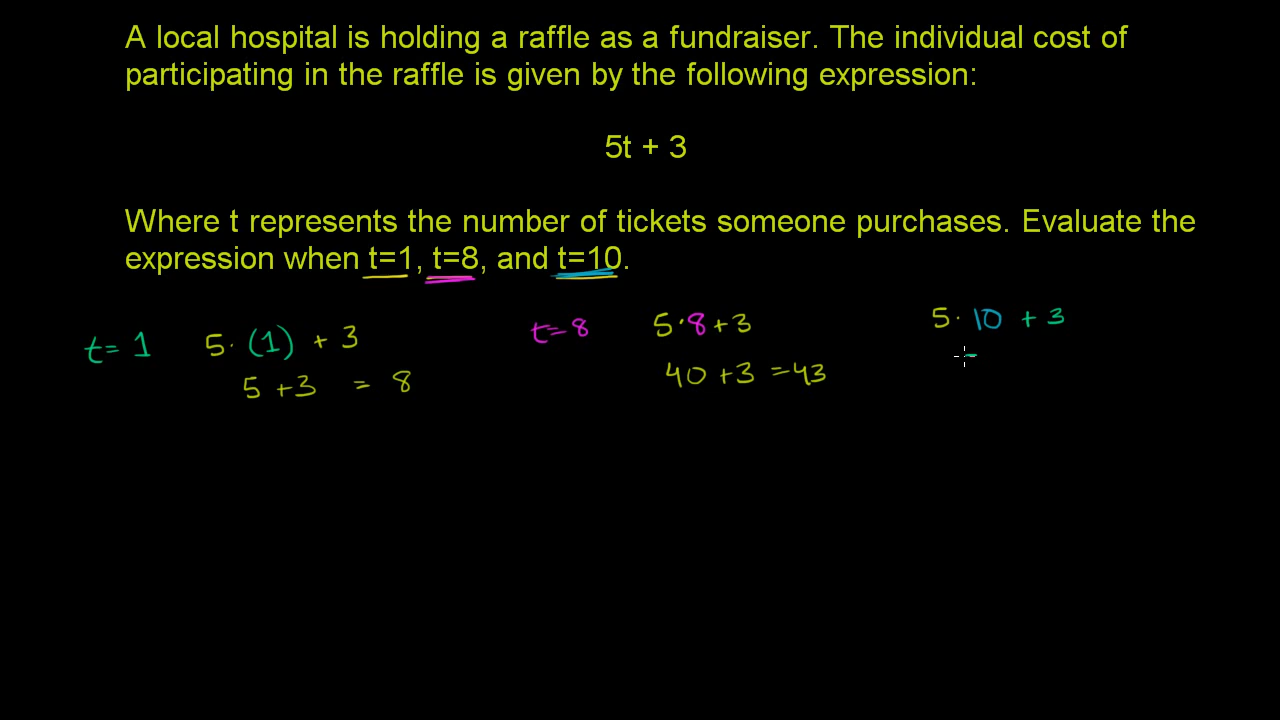 A local hospital is holding a raffle as a fundraiser. The individual cost of
participating in the raffle is given by the following expression:
5t + 3
Where t represents the number of tickets someone purchases. Evaluate the
expression when t=1, t=8, and t=10.
t= 1 5·(1) + 3
5 +3 = 8
t=8 5·8+3
40 +3 =43
5·10 + 3